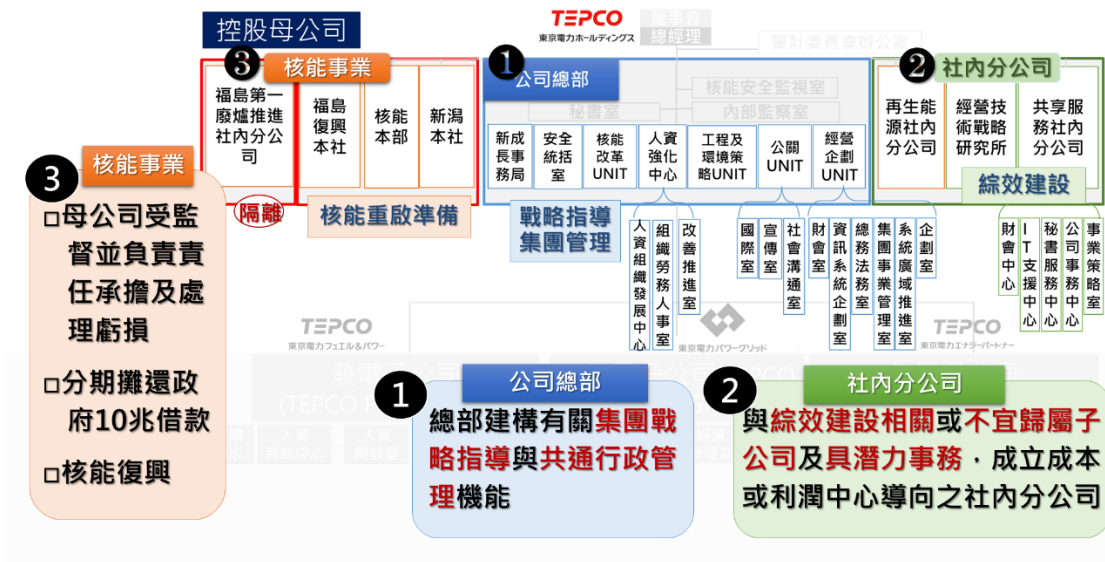 控股母公司
TEPCO
東京電力ホールディングス
董事會
總經理
審計委員會辦公室
❸
核能事業
福島第一
廢爐推進
社內分公
司
福島
復興
本社
核能
本部
新潟
本社
隔離
核能重啟準備
❶
公司總部
核能安全監視室
秘書室
內部監察室
新成
長事
務局
安全
統括
室
核能
改革
UNIT
人資
強化
中心
工程及
環境策
略UNIT
公關
UNIT
經營
企劃
UNIT
戰略指導
集團管理
人資組織發展中心
組織勞務人事室
改善推進室
國際室
宣傳室
社會溝通室
財會室
資訊系統企劃室
總務法務室
集團事業管理室
系統廣域推進室
企劃室
❷
社內分公司
再生能
源社內
分公司
經營技
術戰略
研究所
共享服
務社內
分公司
綜效建設
財會中心
IT支援中心
秘書服務中心
公司事務中心
事業策略室
3
核能事業
□母公司受監
督並負責責
任承擔及處
理虧損
□分期攤還政
府10兆借款
□核能復興
TEPCO
東京電力フュエル&パワー
東京電力パワーグリッド
TEPCO
東京電力エナジーパートナー
1
公司總部
總部建構有關集團戰
略指導與共通行政管
理機能
2
社內分公司
與綜效建設相關或不宜歸屬子
公司及具潛力事務，成立成本
或利潤中心導向之社內分公司